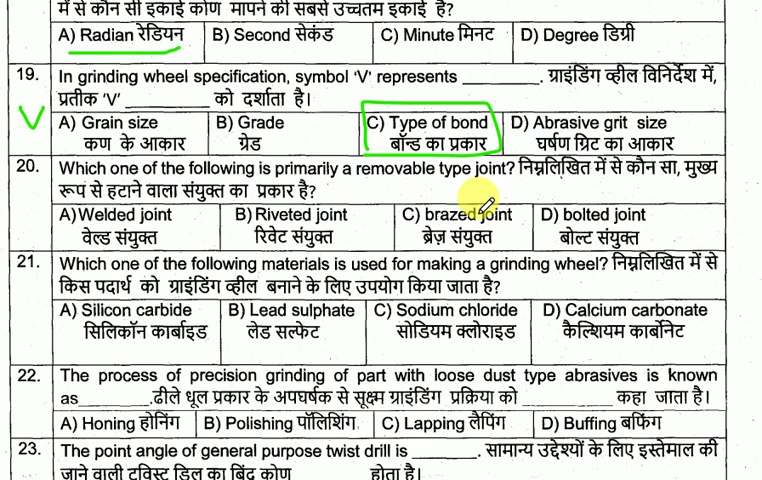 में से कौन सी इकाई कोण मापने की सबसे उच्चतम इकाई है?
A) Radian रेडियन B) Second सेकंड C) Minute मिनट D) Degree डिग्री
19. In grinding wheel specification, symbol 'V' represents ________. ग्राइंडिंग व्हील विनिर्देश में,
प्रतीक 'V' ________ को दर्शाता है।
A) Grain size B) Grade C) Type of bond D) Abrasive grit size
कण के आकार ग्रेड बॉन्ड का प्रकार घर्षण ग्रिट का आकार
20. Which one of the following is primarily a removable type joint? निम्नलिखित में से कौन सा, मुख्य
रूप से हटाने वाला संयुक्त का प्रकार है?
A) Welded joint B) Riveted joint C) brazed joint D) bolted joint
वेल्ड संयुक्त रिवेट संयुक्त ब्रेज़ संयुक्त बोल्ट संयुक्त
21. Which one of the following materials is used for making a grinding wheel? निम्नलिखित में से
किस पदार्थ को ग्राइंडिंग व्हील बनाने के लिए उपयोग किया जाता है?
A) Silicon carbide B) Lead sulphate C) Sodium chloride D) Calcium carbonate
सिलिकॉन कार्बाइड लेड सल्फेट सोडियम क्लोराइड कैल्शियम कार्बोनेट
22. The process of precision grinding of part with loose dust type abrasives is known
as________.ढीले धूल प्रकार के अपघर्षक से सूक्ष्म ग्राइंडिंग प्रक्रिया को ________ कहा जाता है।
A) Honing होनिंग B) Polishing पॉलिशिंग C) Lapping लैपिंग D) Buffing बफिंग
23. The point angle of general purpose twist drill is ________. सामान्य उद्देश्यों के लिए इस्तेमाल की
जाने वाली ट्विस्ट ड्रिल का बिंदु कोण ________ होता है।